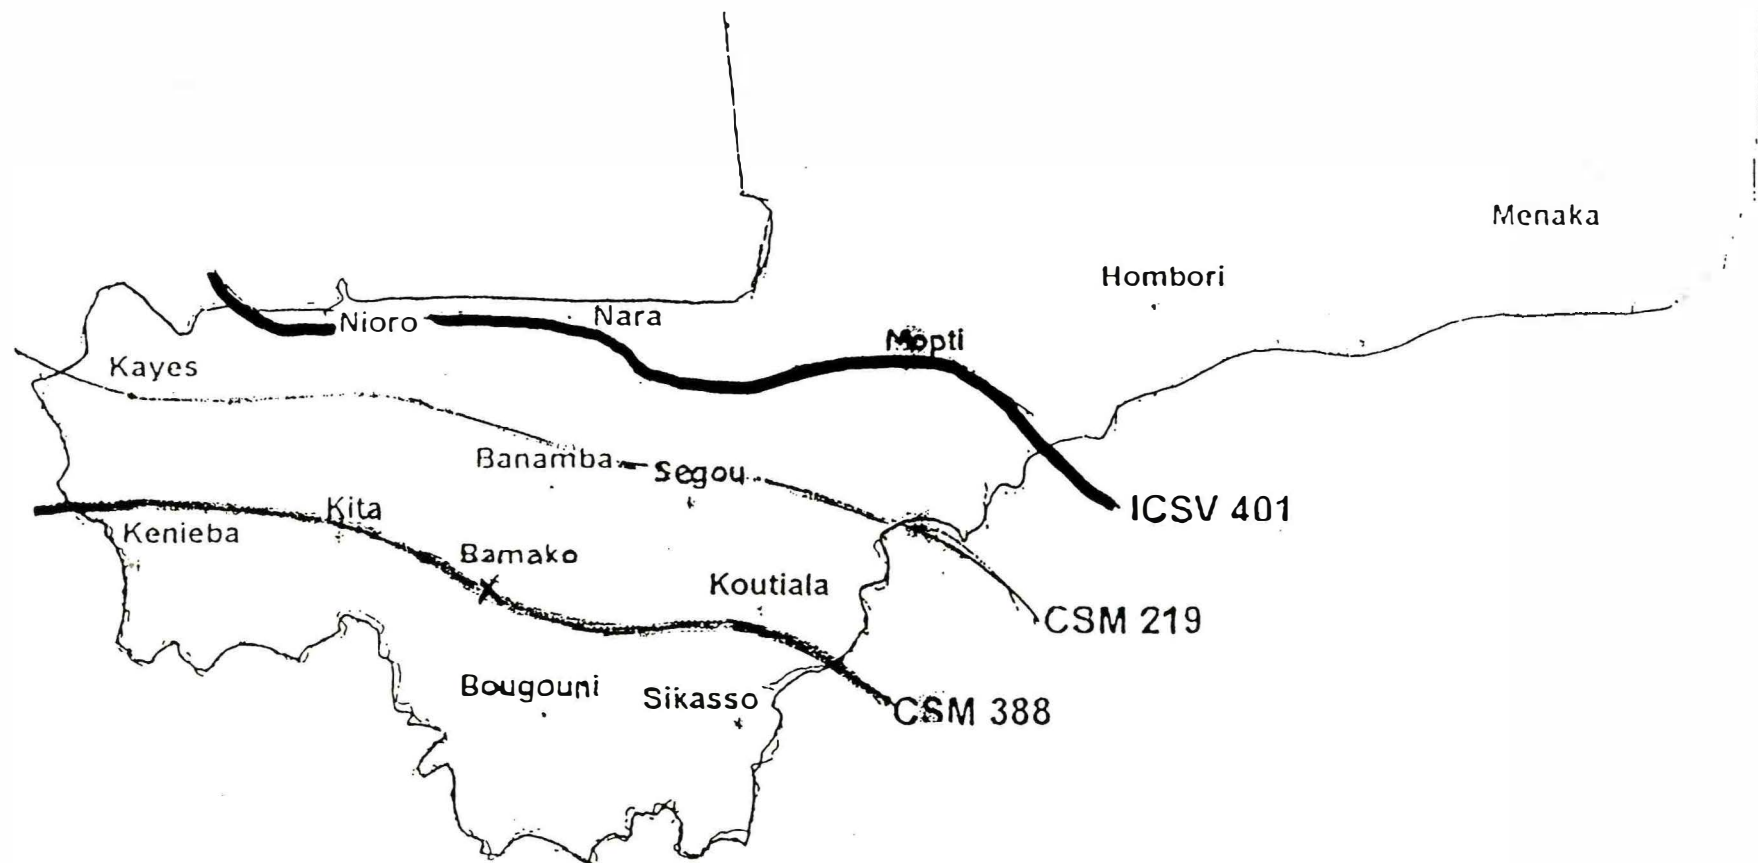 Menaka
Hombori
Nioro
Nara
Mopti
Kayes
Banamba
Segou
ICSV 401
Kita
Kenieba
Bamako
Koutiala
CSM 219
Bougouni
Sikasso
CSM 388